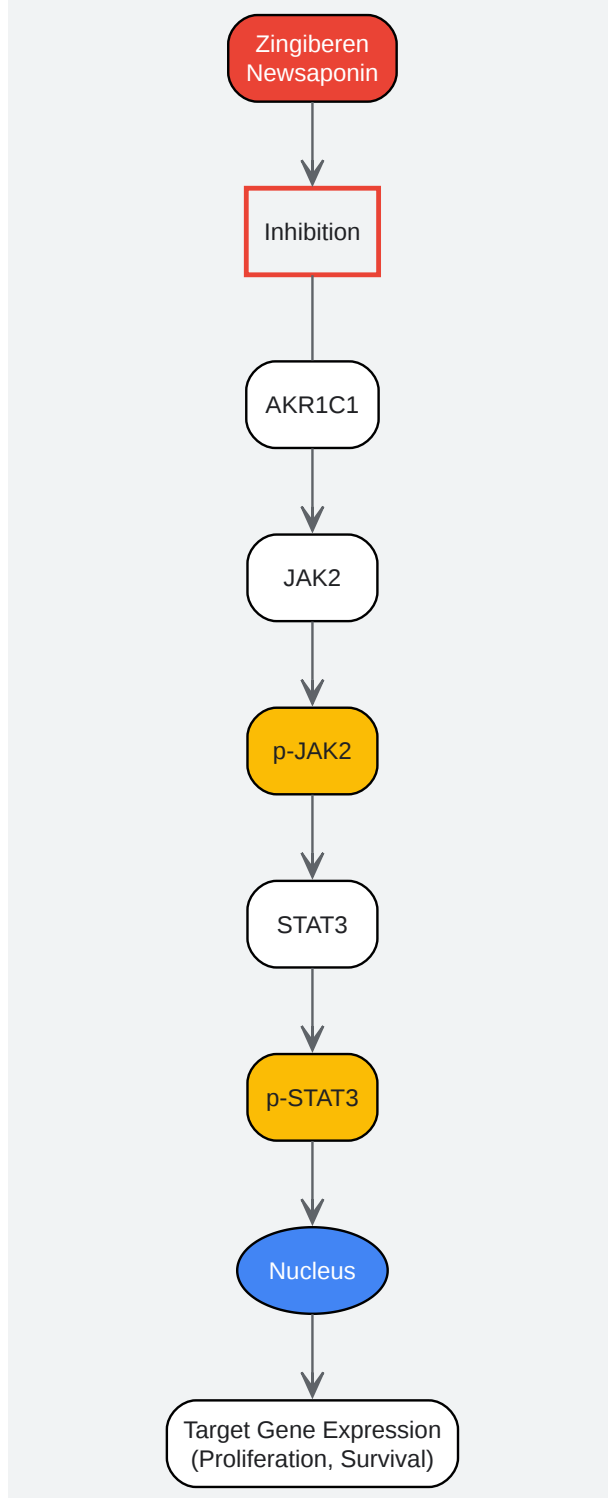 Zingiberen
Newsaponin
Inhibition
AKR1C1
JAK2
p-JAK2
STAT3
p-STAT3
Nucleus
Target Gene Expression
(Proliferation, Survival)